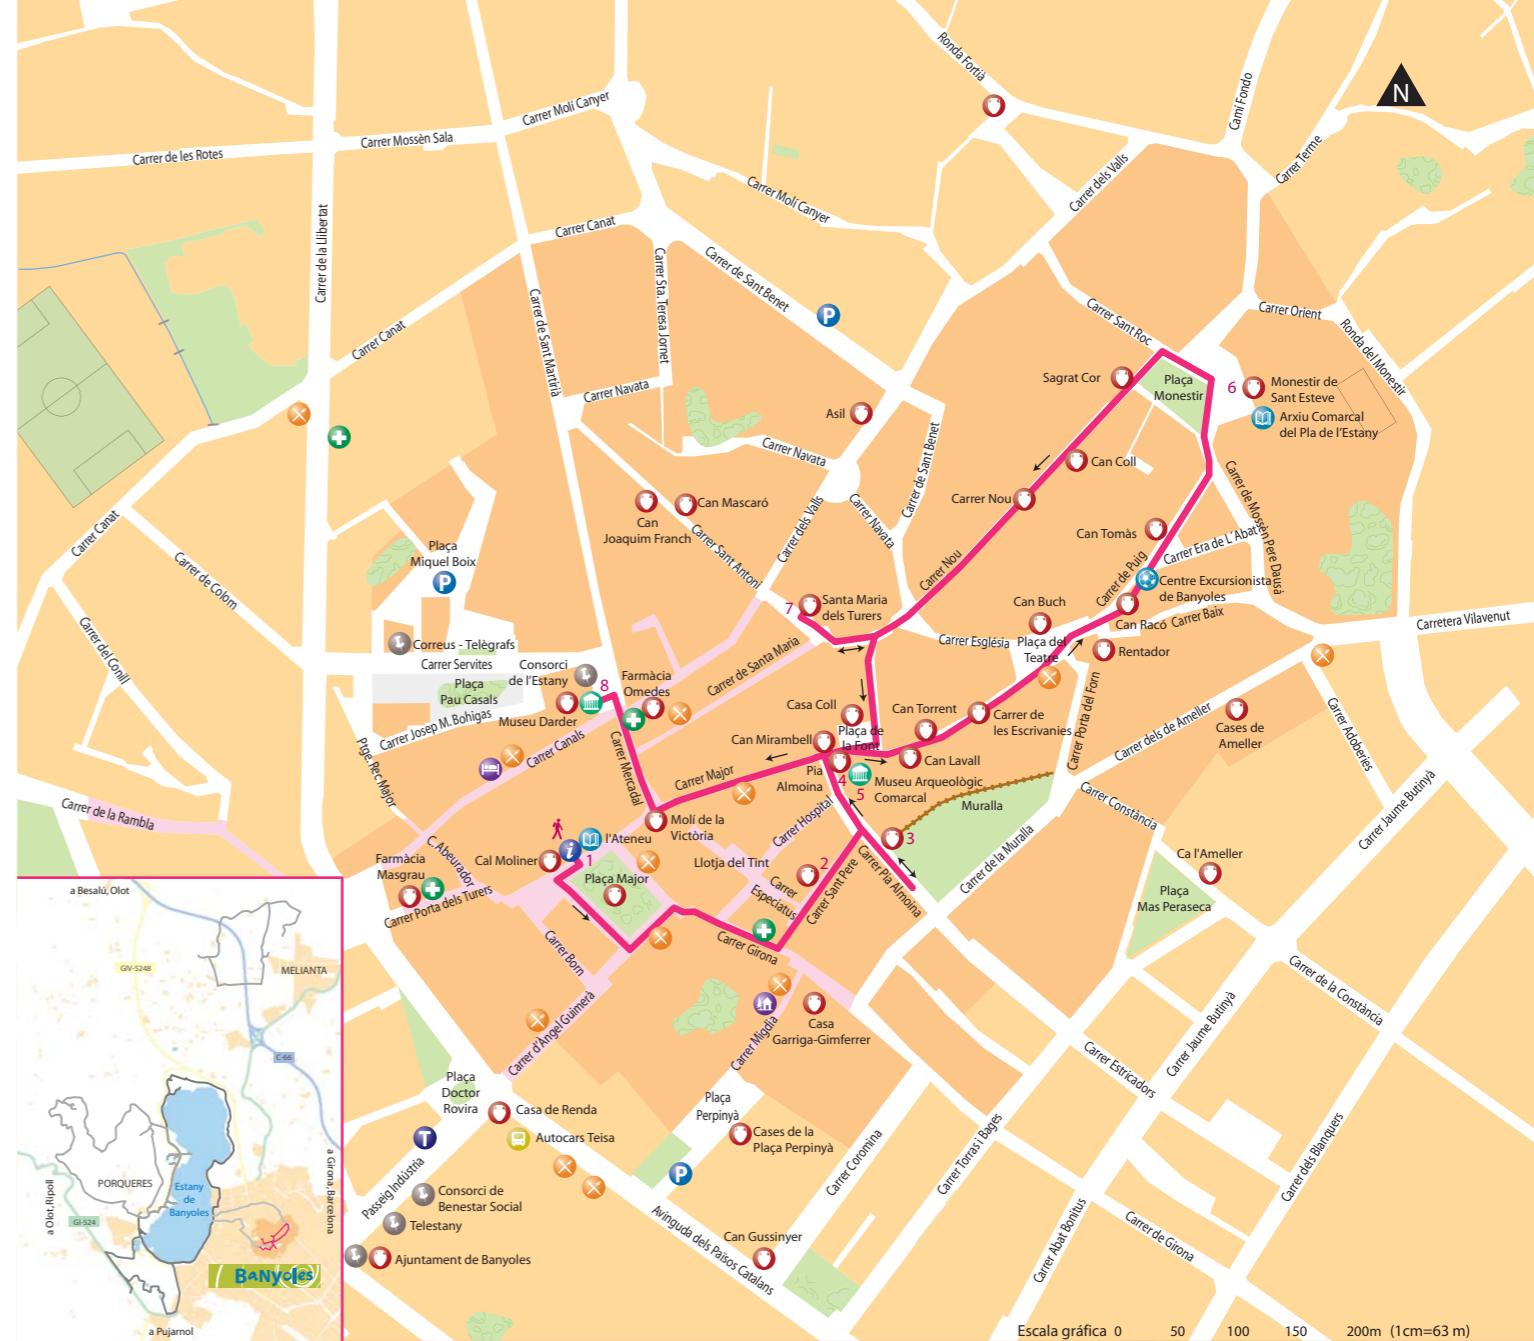 Ronda Fortià
N
Camí Fondo
Carrer Terme
Carrer Molí Canyer
Carrer Mossèn Sala
Carrer de les Rotes
Carrer dels Valls
Carrer Molí Canyer
Carrer de la Llibertat
Carrer Canat
Carrer Sta. Teresa Jornet
Carrer de Sant Benet
P
Carrer de Sant Martirià
Carrer Canat
Carrer Sant Roc
Carrer Orient
Ronda del Monestir
Sagrat Cor
Plaça
Monestir
6
Monestir de
Sant Esteve
Arxiu Comarcal
del Pla de l'Estany
Carrer Navata
Asil
Carrer Navata
Carrer de Sant Benet
Can Coll
Carrer Nou
Carrer de Mossèn Pere Dausà
Can
Joaquim Franch
Can Mascaró
Carrer dels Valls
Carrer Navata
Carrer Canat
Plaça
Miquel Boix
P
Carrer Sant Antoni
Can Tomàs
Carrer Era de L'Abat
Carrer Nou
Carrer de Puig
Centre Excursionista
de Banyoles
Carrer de Colom
7
Santa Maria
dels Turers
Can Buch
Can Racó
Carrer Baix
Carretera Vilavenut
Carrer del Conill
Correus - Telègrafs
Carrer Servites
Consorci
de l'Estany
Carrer Església
Plaça del
Teatre
Rentador
Carrer de Santa Maria
Plaça
Pau Casals
8
Farmàcia
Omedes
Museu Darder
Carrer Josep M. Bohigas
Carrer Canals
Ptge. Rec Major
Carrer Mercadal
Casa Coll
Can Torrent
Carrer de
les Escrivanies
Carrer Porta del Forn
Carrer dels de Ameller
Cases de
Ameller
Carrer Adoberies
Can Mirambell
Plaça de
la Font
Can Lavall
Pia
Almoina
4
5
Museu Arqueològic
Comarcal
Carrer Major
Muralla
Carrer Constància
Carrer Jaume Butinyà
Carrer de la Rambla
Molí de la
Victòria
Carrer Hospital
3
Carrer de la Muralla
i
l'Ateneu
1
Cal Moliner
C. Abeurador
Farmàcia
Masgrau
Carrer Porta dels Turers
Plaça Major
Llotja del Tint
2
Carrer
Especiatus
Carrer Sant Pere
Carrer Pia Almoina
Ca l'Ameller
Plaça
Mas Peraseca
Carrer Born
Carrer Girona
Carrer de la Constància
Carrer d'Àngel Guimerà
Carrer Migdia
Casa
Garriga-Gimferrer
Carrer Jaume Butinyà
Carrer Estricadors
Plaça
Doctor
Rovira
Casa de Renda
Autocars Teisa
T
Plaça
Perpinyà
Cases de la
Plaça Perpinyà
P
Carrer Coromina
Carrer Torras i Bages
Carrer dels Blanquers
Passeig Indústria
Consorci de
Benestar Social
Telestany
Ajuntament de Banyoles
Avinguda dels Països Catalans
Can Gussinyer
Carrer Abat Bonitus
Carrer de Girona
a Besalú, Olot
GIV-5248
MELIANTA
C-66
PORQUERES
Estany
de
Banyoles
a Olot, Ripoll
GI-524
a Girona, Barcelona
BaNyoles
a Pujarnol
Escala gráfica 0 50 100 150 200m (1cm=63 m)